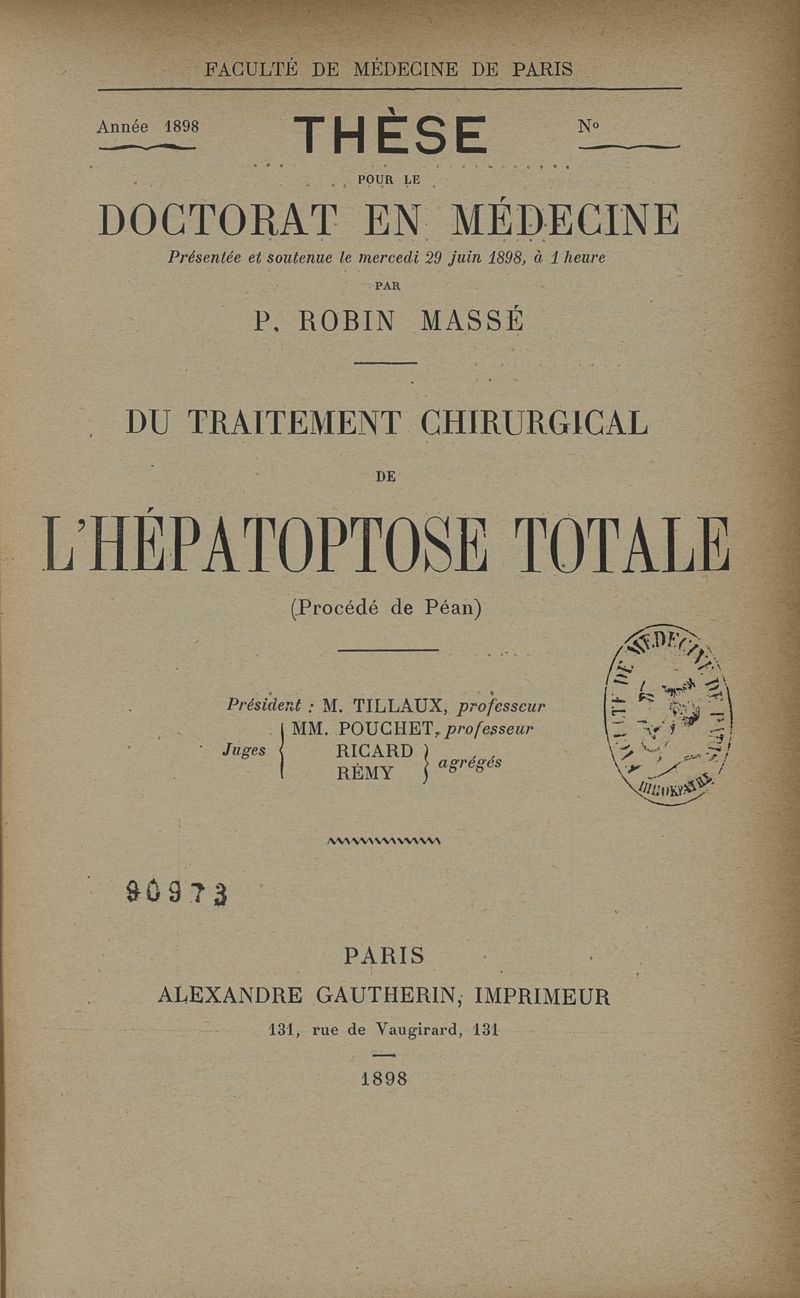 FACULTÉ DE MÉDECINE DE PARIS
Année 1898 THÈSE Nº
POUR LE
DOCTORAT EN MÉDECINE
Présentée et soutenue le mercredi 29 juin 1898, à 1 heure
PAR
P. ROBIN MASSÉ
DU TRAITEMENT CHIRURGICAL
DE
L'HÉPATOPTOSE TOTALE
(Procédé de Péan)
Président : M. TILLAUX, professeur
MM. POUCHET, professeur
Juges RICARD
RÉMY agrégés
90973
PARIS
ALEXANDRE GAUTHERIN, IMPRIMEUR
131, rue de Vaugirard, 131
1898